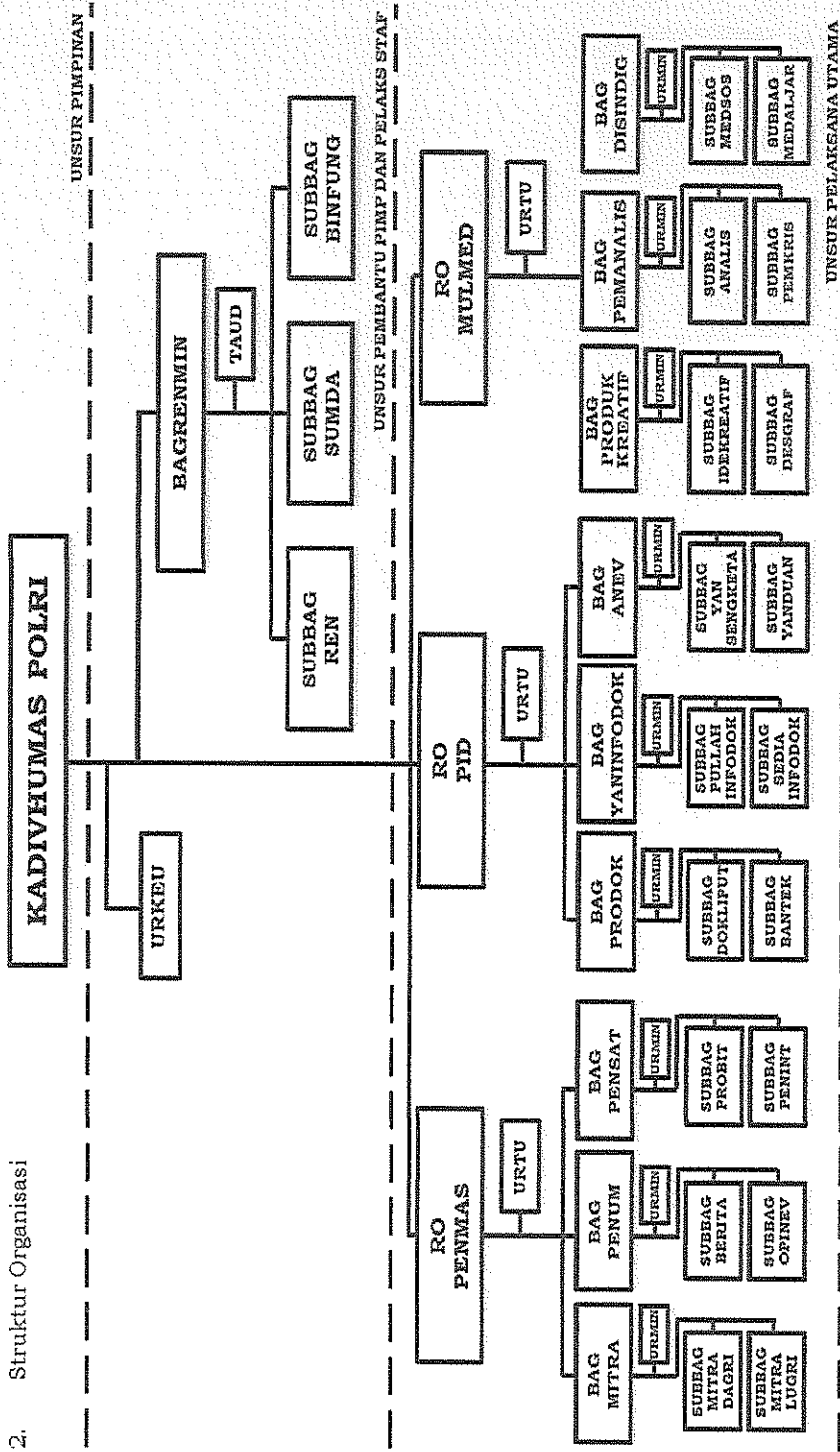 2. Struktur Organisasi
KADIVHUMAS POLRI
UNSUR PIMPINAN
URKEU
BAGRENMIN
TAUD
SUBBAG
REN
SUBBAG
SUMDA
SUBBAG
BINFUNG
UNSUR PEMBANTU PIMP DAN PELAKS STAF
RO
PENMAS
URTU
RO
PID
URTU
RO
MULMED
URTU
BAG
MITRA
URMIN
SUBBAG
MITRA
DAGRI
SUBBAG
MITRA
LUGRI
BAG
PENUM
URMIN
SUBBAG
BERITA
SUBBAG
OPINEV
BAG
PENSAT
URMIN
SUBBAG
PROBIT
SUBBAG
PENINT
BAG
PRODOK
URMIN
SUBBAG
DOKLIPUT
SUBBAG
BANTEK
BAG
YANINFODOK
URMIN
SUBBAG
PULLAH
INFODOK
SUBBAG
SEDIA
INFODOK
BAG
ANEV
URMIN
SUBBAG
YAN
SENGKETA
SUBBAG
YANDUAN
BAG
PRODUK
KREATIF
URMIN
SUBBAG
IDEKREATIF
SUBBAG
DESGRAF
BAG
PEMANALIS
URMIN
SUBBAG
ANALIS
SUBBAG
PEMKRIS
BAG
DISINDIG
URMIN
SUBBAG
MEDSOS
SUBBAG
MEDALJAR
UNSUR PELAKSANA UTAMA